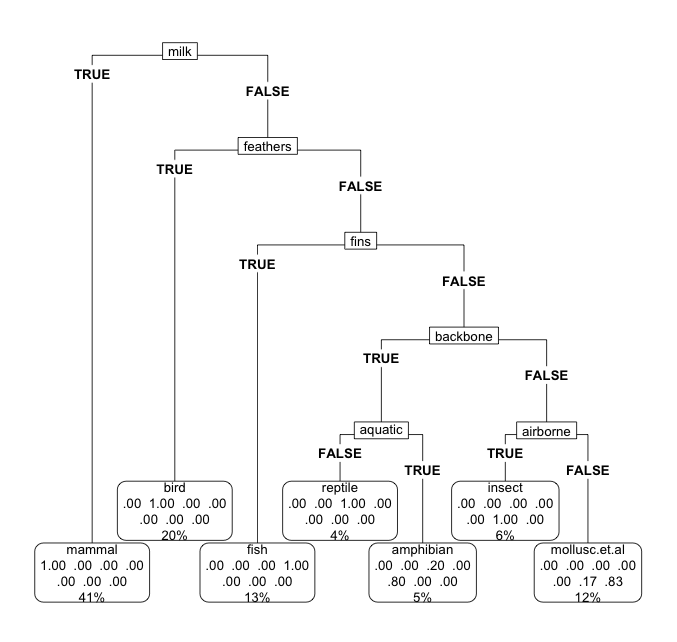 milk
TRUE
FALSE
feathers
TRUE
FALSE
fins
TRUE
FALSE
backbone
TRUE
FALSE
aquatic
airborne
FALSE
TRUE
TRUE
FALSE
bird
.00 1.00 .00 .00
.00 .00 .00
20%
reptile
.00 .00 1.00 .00
.00 .00 .00
4%
insect
.00 .00 .00 .00
.00 1.00 .00
6%
mammal
1.00 .00 .00 .00
.00 .00 .00
41%
fish
.00 .00 .00 1.00
.00 .00 .00
13%
amphibian
.00 .00 .20 .00
.80 .00 .00
5%
mollusc.et.al
.00 .00 .00 .00
.00 .17 .83
12%